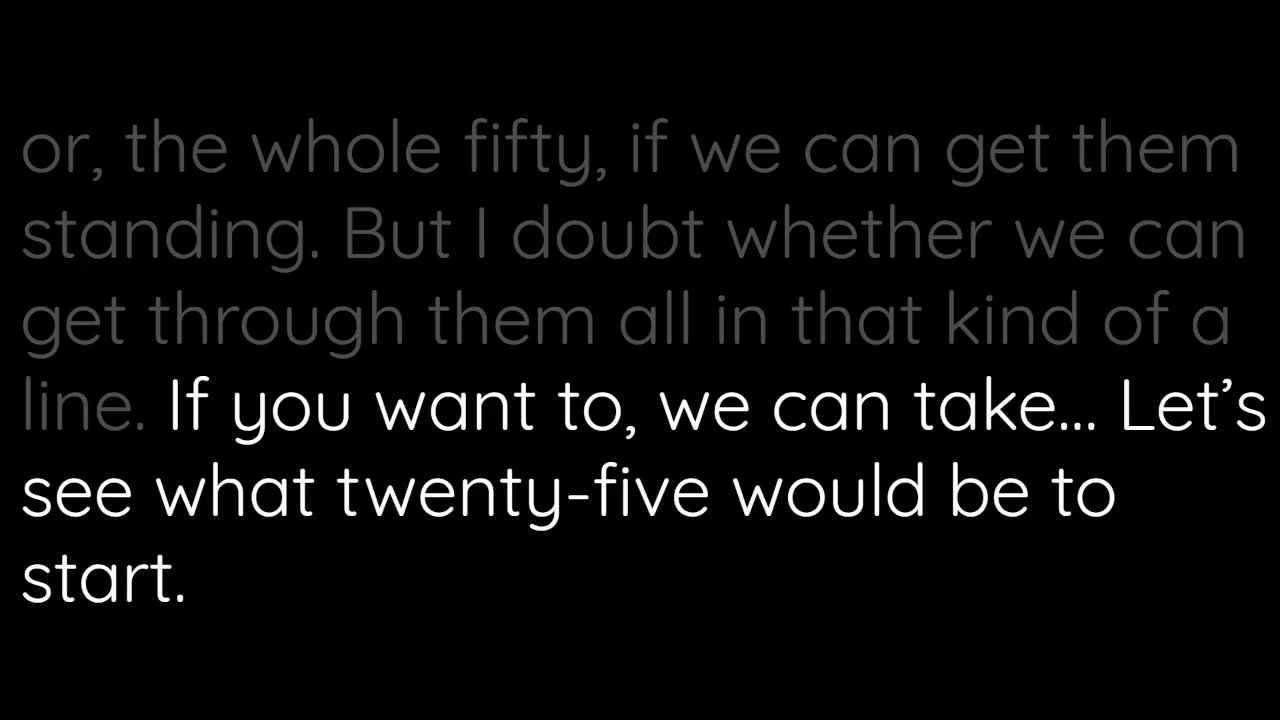 or, the whole fifty, if we can get them
standing. But I doubt whether we can
get through them all in that kind of a
line. If you want to, we can take... Let’s
see what twenty-five would be to
start.